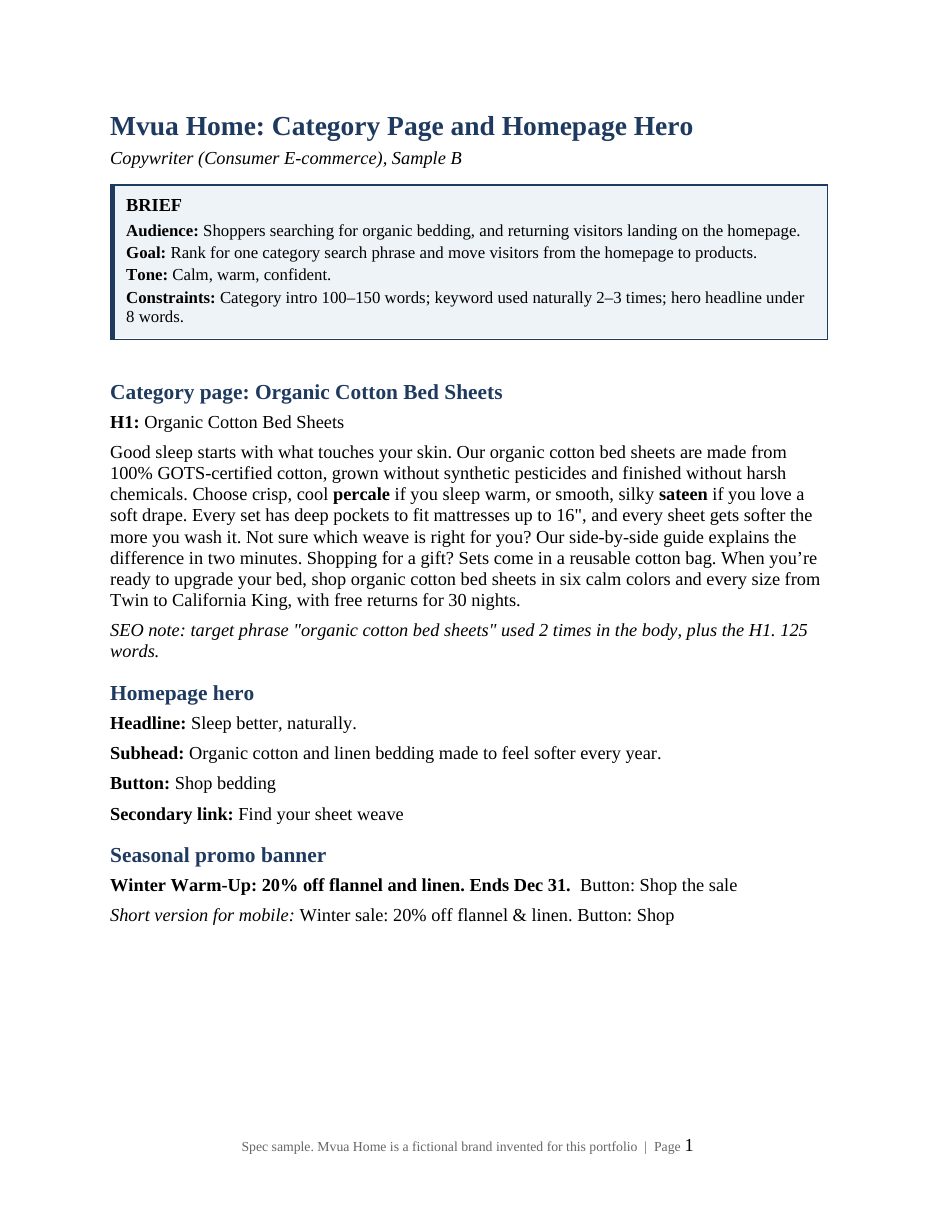 Mvua Home: Category Page and Homepage Hero
Copywriter (Consumer E-commerce), Sample B
BRIEF
Audience: Shoppers searching for organic bedding, and returning visitors landing on the homepage.
Goal: Rank for one category search phrase and move visitors from the homepage to products.
Tone: Calm, warm, confident.
Constraints: Category intro 100–150 words; keyword used naturally 2–3 times; hero headline under
8 words.
Category page: Organic Cotton Bed Sheets
H1: Organic Cotton Bed Sheets
Good sleep starts with what touches your skin. Our organic cotton bed sheets are made from
100% GOTS-certified cotton, grown without synthetic pesticides and finished without harsh
chemicals. Choose crisp, cool percale if you sleep warm, or smooth, silky sateen if you love a
soft drape. Every set has deep pockets to fit mattresses up to 16", and every sheet gets softer the
more you wash it. Not sure which weave is right for you? Our side-by-side guide explains the
difference in two minutes. Shopping for a gift? Sets come in a reusable cotton bag. When you’re
ready to upgrade your bed, shop organic cotton bed sheets in six calm colors and every size from
Twin to California King, with free returns for 30 nights.
SEO note: target phrase "organic cotton bed sheets" used 2 times in the body, plus the H1. 125
words.
Homepage hero
Headline: Sleep better, naturally.
Subhead: Organic cotton and linen bedding made to feel softer every year.
Button: Shop bedding
Secondary link: Find your sheet weave
Seasonal promo banner
Winter Warm-Up: 20% off flannel and linen. Ends Dec 31.  Button: Shop the sale
Short version for mobile: Winter sale: 20% off flannel & linen. Button: Shop
Spec sample. Mvua Home is a fictional brand invented for this portfolio | Page 1